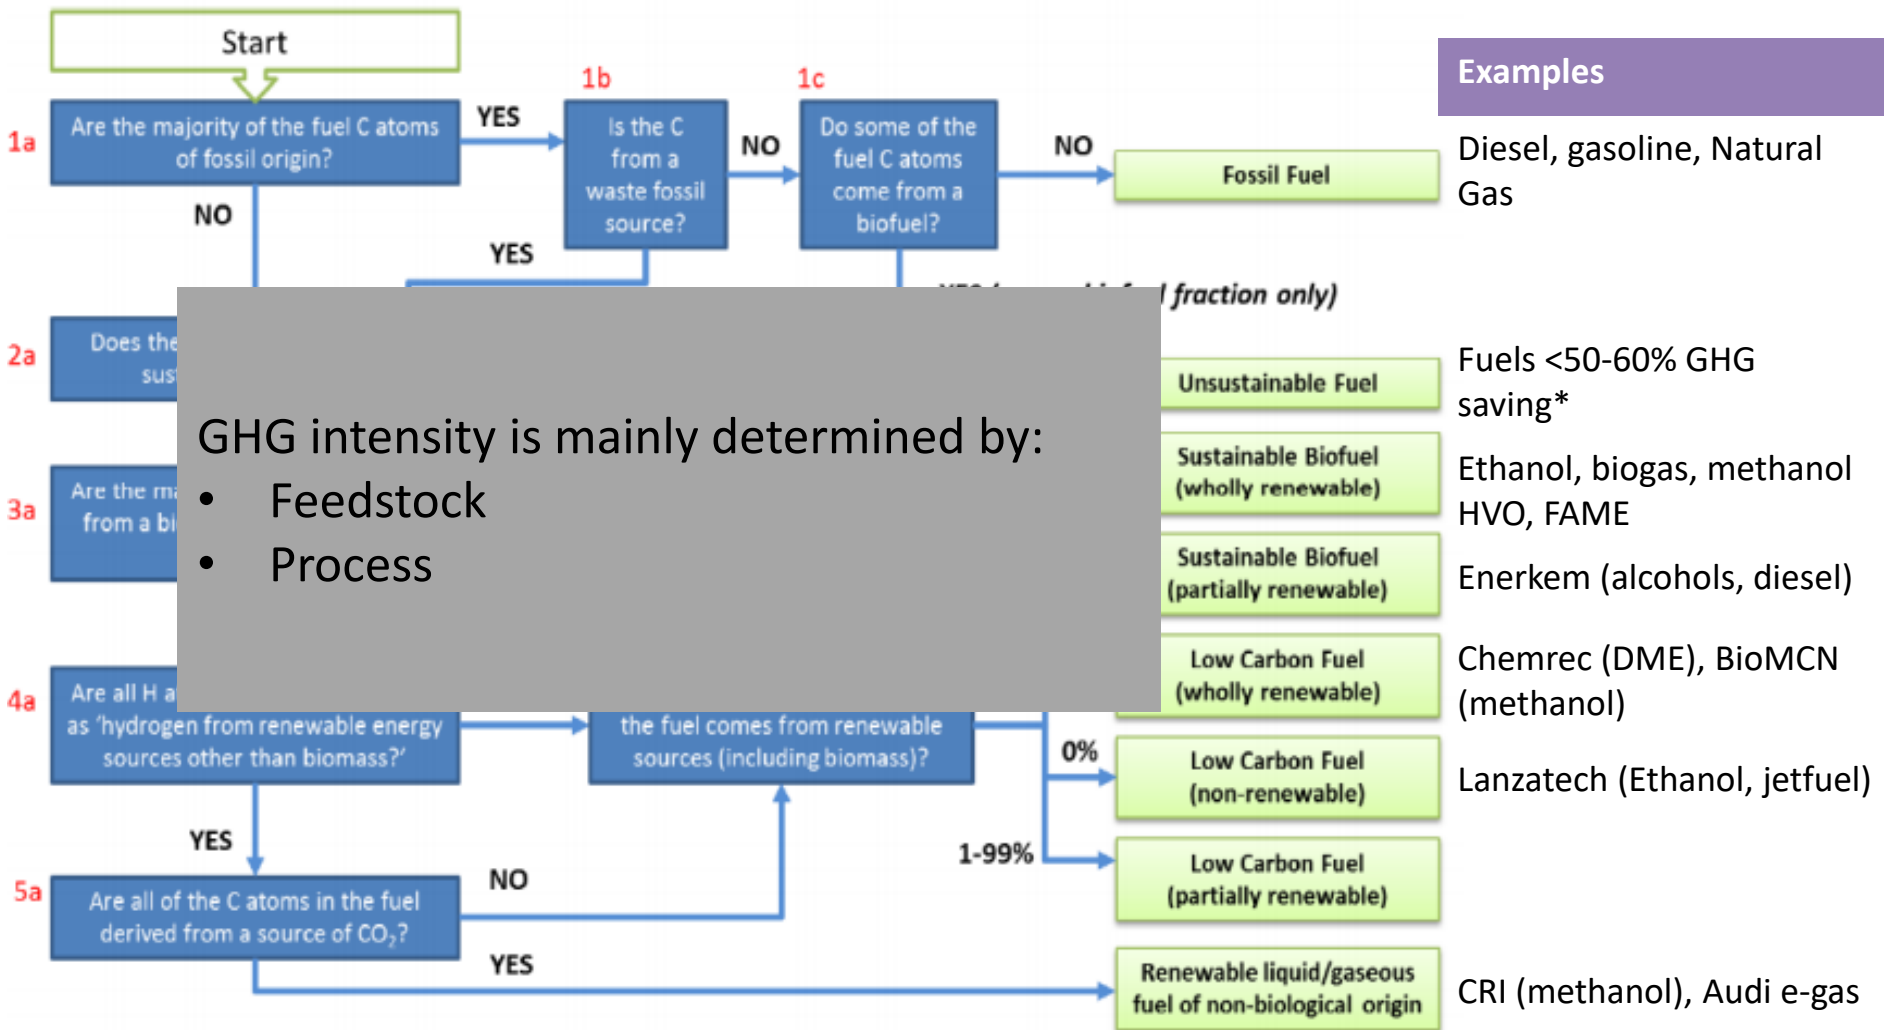 Start
1a
Are the majority of the fuel C atoms
of fossil origin?
YES
NO
1b
Is the C
from a
waste fossil
source?
NO
YES
1c
Do some of the
fuel C atoms
come from a
biofuel?
NO
fraction only)
Fossil Fuel
Examples
Diesel, gasoline, Natural
Gas
2a
Does the
GHG intensity is mainly determined by:
• Feedstock
• Process
Unsustainable Fuel
Fuels <50-60% GHG
saving*
3a
Are the
from a
Sustainable Biofuel
(wholly renewable)
Ethanol, biogas, methanol
HVO, FAME
Sustainable Biofuel
(partially renewable)
Enerkem (alcohols, diesel)
4a
Are all H
as ‘hydrogen from renewable energy
sources other than biomass?’
the fuel comes from renewable
sources (including biomass)?
Low Carbon Fuel
(wholly renewable)
Chemrec (DME), BioMCN
(methanol)
0%
Low Carbon Fuel
(non-renewable)
Lanzatech (Ethanol, jetfuel)
YES
1-99%
Low Carbon Fuel
(partially renewable)
5a
Are all of the C atoms in the fuel
derived from a source of CO₂?
NO
YES
Renewable liquid/gaseous
fuel of non-biological origin
CRI (methanol), Audi e-gas